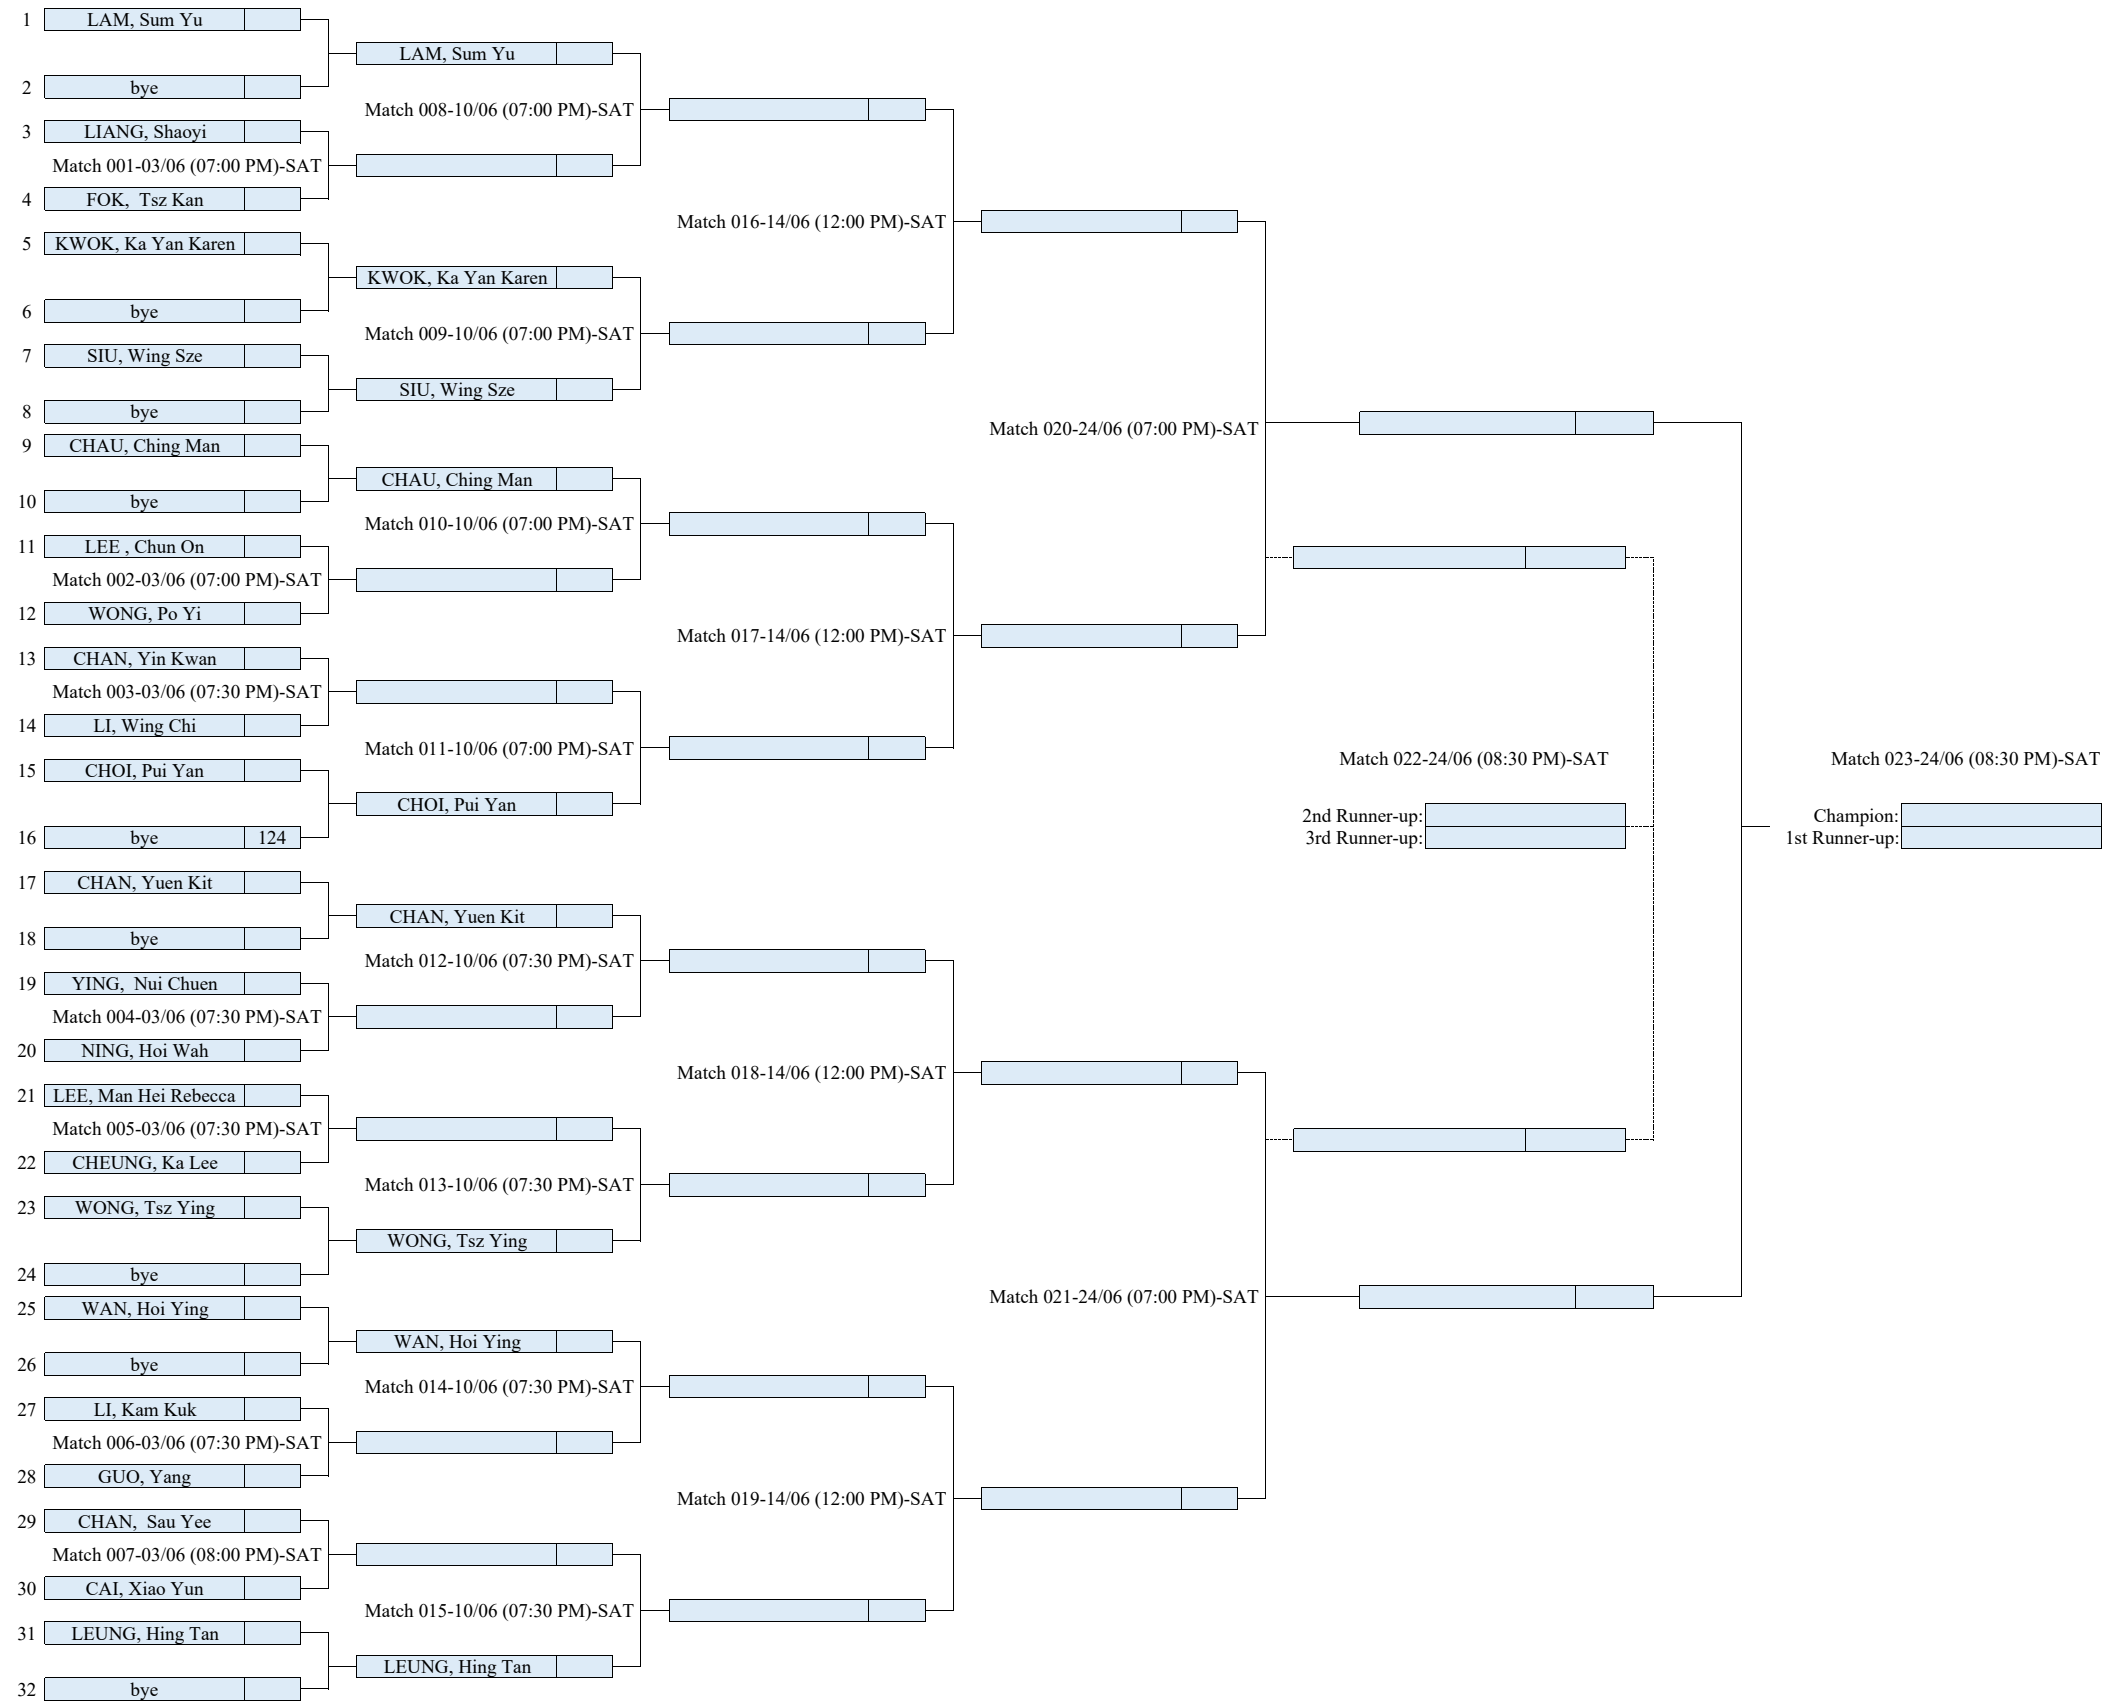 1 LAM, Sum Yu
LAM, Sum Yu
2 bye
Match 008-10/06 (07:00 PM)-SAT
3 LIANG, Shaoyi
Match 001-03/06 (07:00 PM)-SAT
4 FOK,  Tsz Kan
Match 016-14/06 (12:00 PM)-SAT
5 KWOK, Ka Yan Karen
KWOK, Ka Yan Karen
6 bye
Match 009-10/06 (07:00 PM)-SAT
7 SIU, Wing Sze
SIU, Wing Sze
8 bye
Match 020-24/06 (07:00 PM)-SAT
9 CHAU, Ching Man
CHAU, Ching Man
10 bye
Match 010-10/06 (07:00 PM)-SAT
11 LEE , Chun On
Match 002-03/06 (07:00 PM)-SAT
12 WONG, Po Yi
Match 017-14/06 (12:00 PM)-SAT
13 CHAN, Yin Kwan
Match 003-03/06 (07:30 PM)-SAT
14 LI, Wing Chi
Match 011-10/06 (07:00 PM)-SAT
Match 022-24/06 (08:30 PM)-SAT
Match 023-24/06 (08:30 PM)-SAT
15 CHOI, Pui Yan
CHOI, Pui Yan
2nd Runner-up:
Champion:
16 bye 124
3rd Runner-up:
1st Runner-up:
17 CHAN, Yuen Kit
CHAN, Yuen Kit
18 bye
Match 012-10/06 (07:30 PM)-SAT
19 YING,  Nui Chuen
Match 004-03/06 (07:30 PM)-SAT
20 NING, Hoi Wah
Match 018-14/06 (12:00 PM)-SAT
21 LEE, Man Hei Rebecca
Match 005-03/06 (07:30 PM)-SAT
22 CHEUNG, Ka Lee
Match 013-10/06 (07:30 PM)-SAT
23 WONG, Tsz Ying
WONG, Tsz Ying
24 bye
Match 021-24/06 (07:00 PM)-SAT
25 WAN, Hoi Ying
WAN, Hoi Ying
26 bye
Match 014-10/06 (07:30 PM)-SAT
27 LI, Kam Kuk
Match 006-03/06 (07:30 PM)-SAT
28 GUO, Yang
Match 019-14/06 (12:00 PM)-SAT
29 CHAN,  Sau Yee
Match 007-03/06 (08:00 PM)-SAT
30 CAI, Xiao Yun
Match 015-10/06 (07:30 PM)-SAT
31 LEUNG, Hing Tan
LEUNG, Hing Tan
32 bye